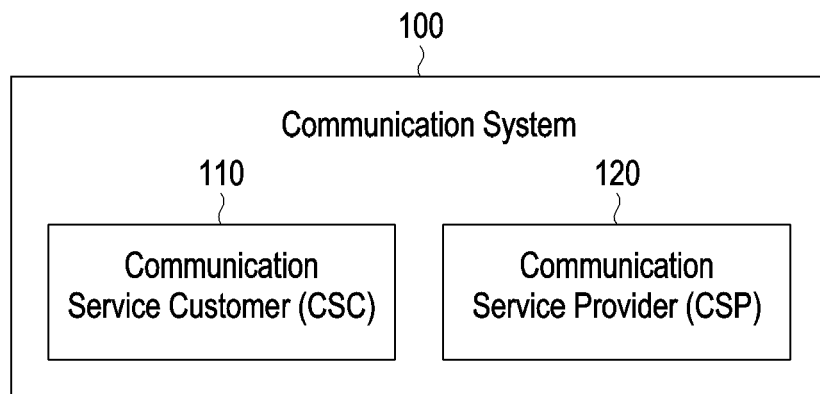 100
Communication System
110
120
Communication
Service Customer (CSC)
Communication
Service Provider (CSP)